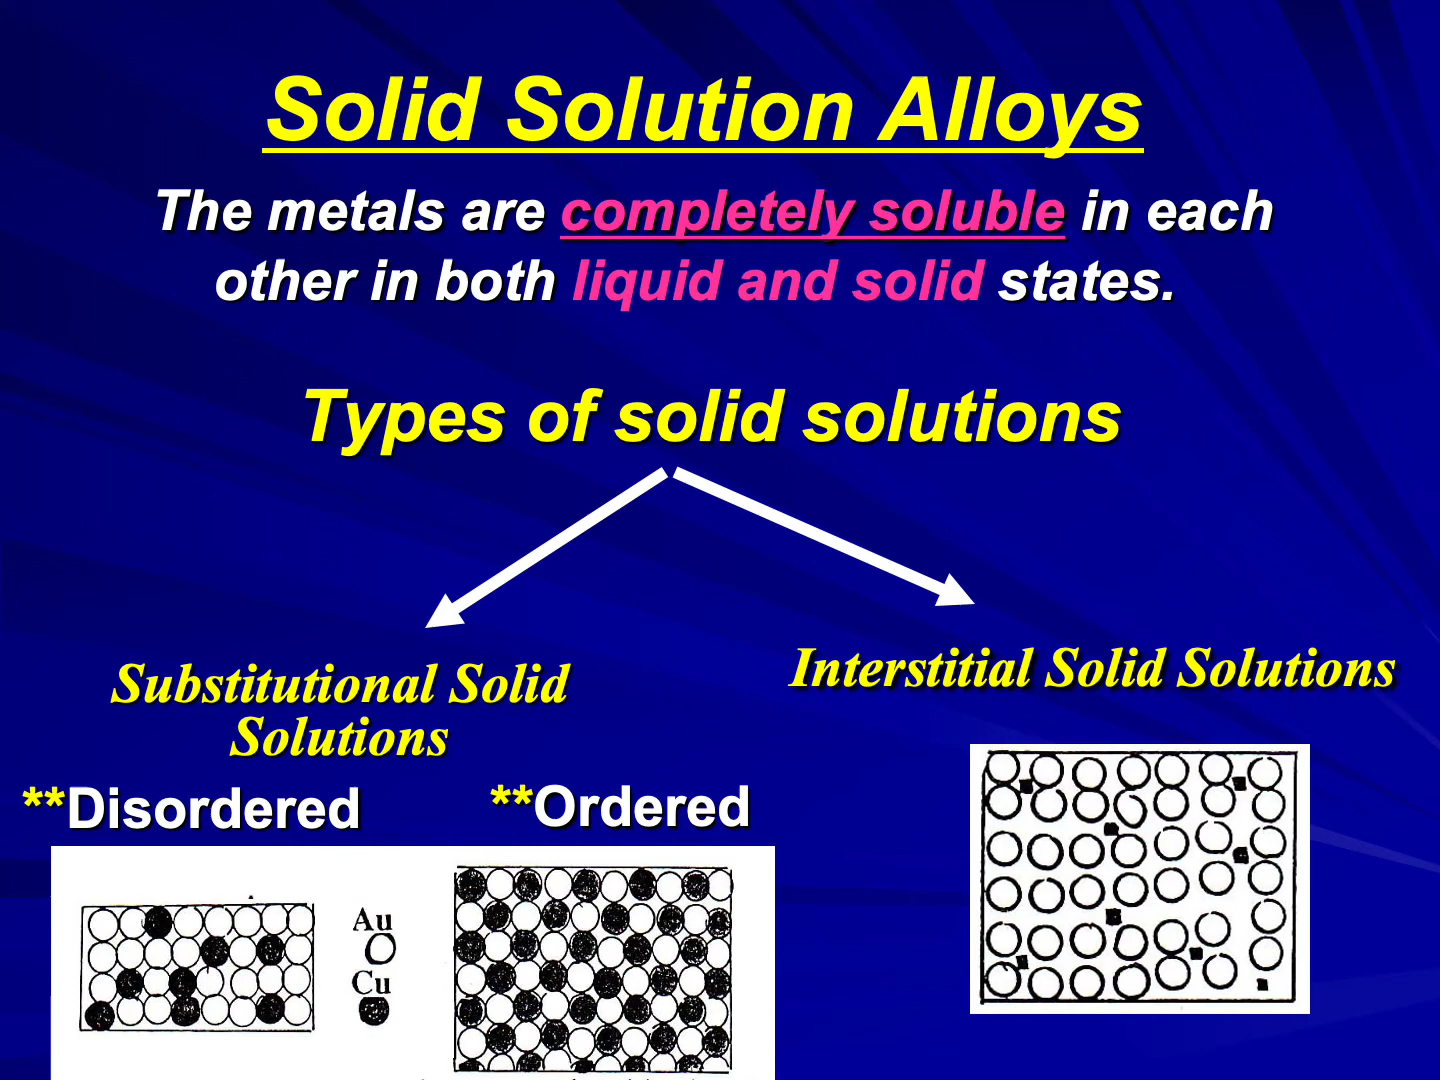 Solid Solution Alloys
The metals are completely soluble in each
other in both liquid and solid states.
Types of solid solutions
Substitutional Solid
Solutions
Interstitial Solid Solutions
**Disordered
**Ordered
Au
Cu